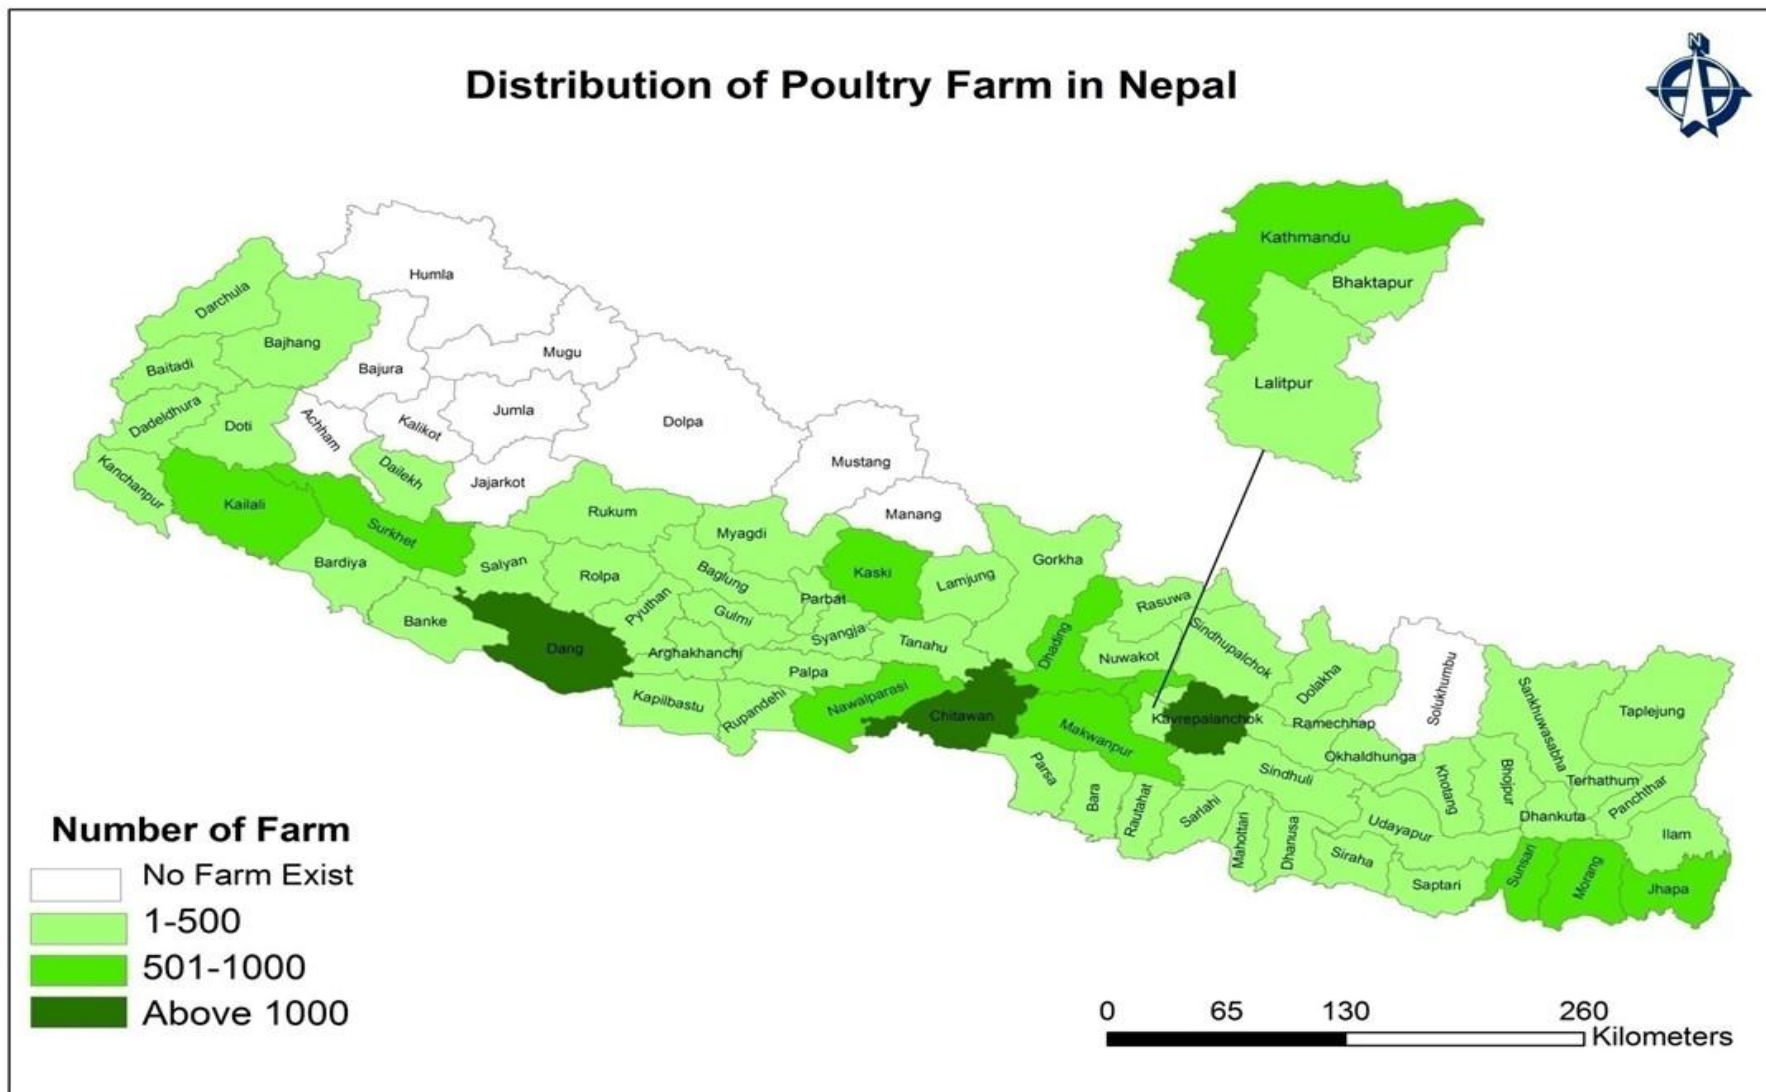 N
Distribution of Poultry Farm in Nepal
Kathmandu
Bhaktapur
Lalitpur
Humla
Darchula
Bajhang
Mugu
Baitadi
Bajura
Jumla
Dadeldhura
Doti
Achham
Kalikot
Dolpa
Mustang
Kanchanpur
Dailekh
Jajarkot
Kailali
Surkhet
Rukum
Manang
Myagdi
Bardiya
Salyan
Rolpa
Baglung
Kaski
Lamjung
Gorkha
Banke
Pyuthan
Gulmi
Parbat
Syangja
Tanahu
Dhading
Rasuwa
Nuwakot
Sindhupalchok
Dang
Arghakhanchi
Palpa
Kapilbastu
Rupandehi
Nawalparasi
Chitawan
Makwanpur
Kavrepalanchok
Dolakha
Ramechhap
Solukhumbu
Sankhuwasabha
Taplejung
Okhaldhunga
Sindhuli
Khotang
Bhojpur
Terhathum
Panchthar
Parsa
Bara
Rautahat
Sarlahi
Mahottari
Dhanusa
Siraha
Udayapur
Dhankuta
Ilam
Saptari
Sunsari
Morang
Jhapa
Number of Farm
No Farm Exist
1-500
501-1000
Above 1000
0 65 130 260
Kilometers